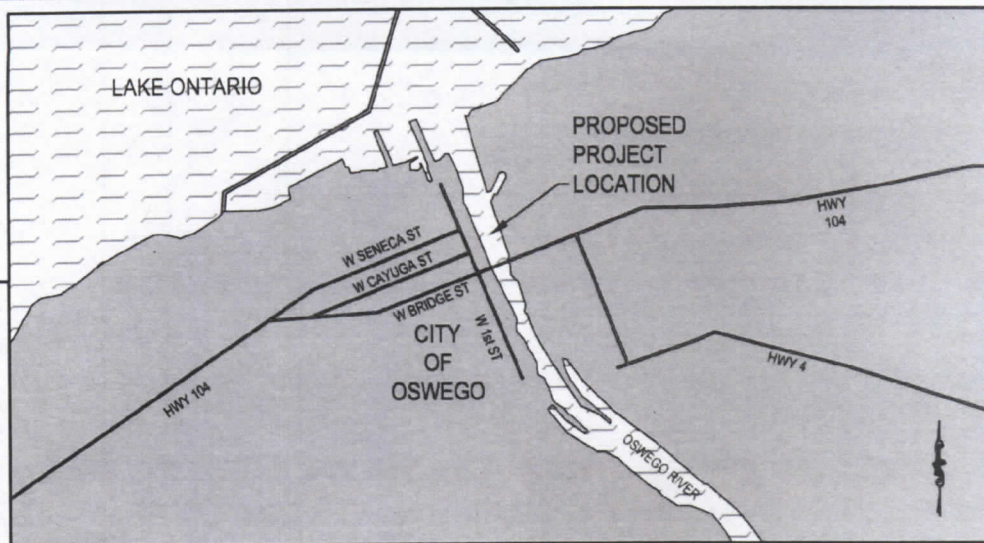 LAKE ONTARIO
PROPOSED
PROJECT
LOCATION
HWY
104
W SENECA ST
W CAYUGA ST
W BRIDGE ST
W 1st ST
CITY
OF
OSWEGO
HWY 104
HWY 4
OSWEGO RIVER